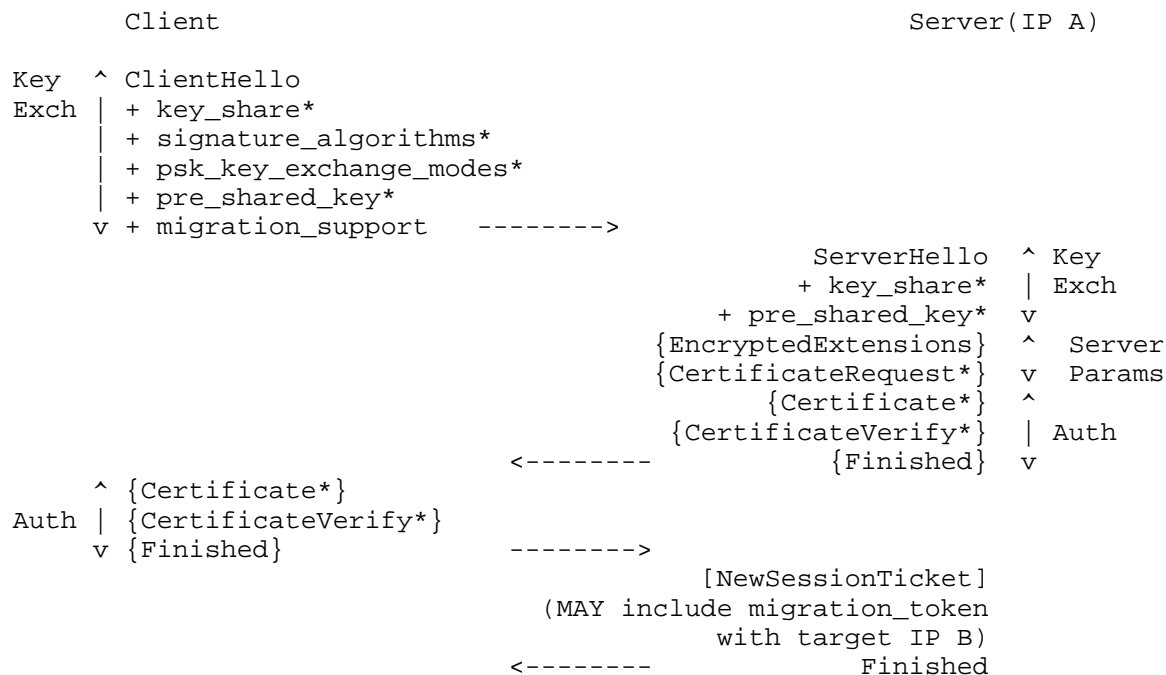 Client                                           Server(IP A)

Key  ^ ClientHello
Exch | + key_share*
     | + signature_algorithms*
     | + psk_key_exchange_modes*
     | + pre_shared_key*
     v + migration_support   -------->
                                                  ServerHello  ^ Key
                                                 + key_share*  | Exch
                                            + pre_shared_key*  v
                                        {EncryptedExtensions}  ^  Server
                                        {CertificateRequest*}  v  Params
                                               {Certificate*}  ^
                                         {CertificateVerify*}  | Auth
                               <--------           {Finished}  v
     ^ {Certificate*}
Auth | {CertificateVerify*}
     v {Finished}              -------->
                                           [NewSessionTicket]
                                 (MAY include migration_token
                                            with target IP B)
                               <--------             Finished